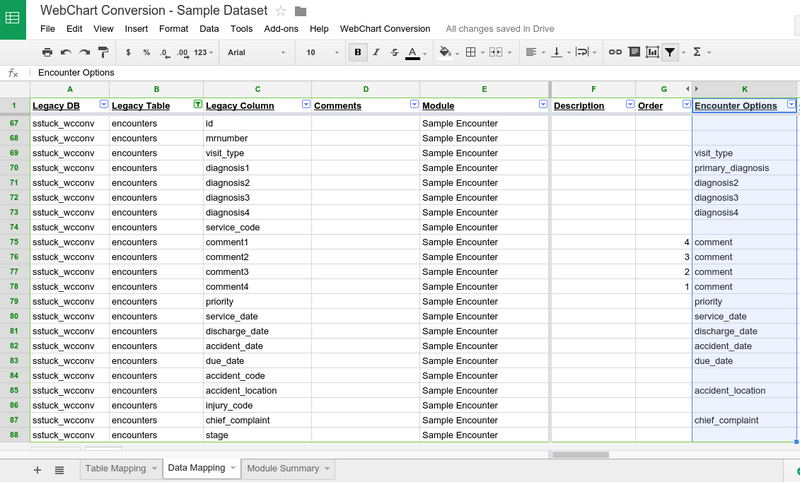 WebChart Conversion - Sample Dataset
File Edit View Insert Format Data Tools Add-ons Help WebChart Conversion All changes saved in Drive
$ % .0 .00 123 Arial 10 B I S A Σ
fx Encounter Options
A B C D E F G K
1 Legacy DB Legacy Table Legacy Column Comments Module Description Order Encounter Options
67 sstuck_wcconv encounters id Sample Encounter
68 sstuck_wcconv encounters mrnumber Sample Encounter
69 sstuck_wcconv encounters visit_type Sample Encounter visit_type
70 sstuck_wcconv encounters diagnosis1 Sample Encounter primary_diagnosis
71 sstuck_wcconv encounters diagnosis2 Sample Encounter diagnosis2
72 sstuck_wcconv encounters diagnosis3 Sample Encounter diagnosis3
73 sstuck_wcconv encounters diagnosis4 Sample Encounter diagnosis4
74 sstuck_wcconv encounters service_code Sample Encounter
75 sstuck_wcconv encounters comment1 Sample Encounter 4 comment
76 sstuck_wcconv encounters comment2 Sample Encounter 3 comment
77 sstuck_wcconv encounters comment3 Sample Encounter 2 comment
78 sstuck_wcconv encounters comment4 Sample Encounter 1 comment
79 sstuck_wcconv encounters priority Sample Encounter priority
80 sstuck_wcconv encounters service_date Sample Encounter service_date
81 sstuck_wcconv encounters discharge_date Sample Encounter discharge_date
82 sstuck_wcconv encounters accident_date Sample Encounter accident_date
83 sstuck_wcconv encounters due_date Sample Encounter due_date
84 sstuck_wcconv encounters accident_code Sample Encounter
85 sstuck_wcconv encounters accident_location Sample Encounter accident_location
86 sstuck_wcconv encounters injury_code Sample Encounter
87 sstuck_wcconv encounters chief_complaint Sample Encounter chief_complaint
88 sstuck_wcconv encounters stage Sample Encounter
+ Table Mapping Data Mapping Module Summary